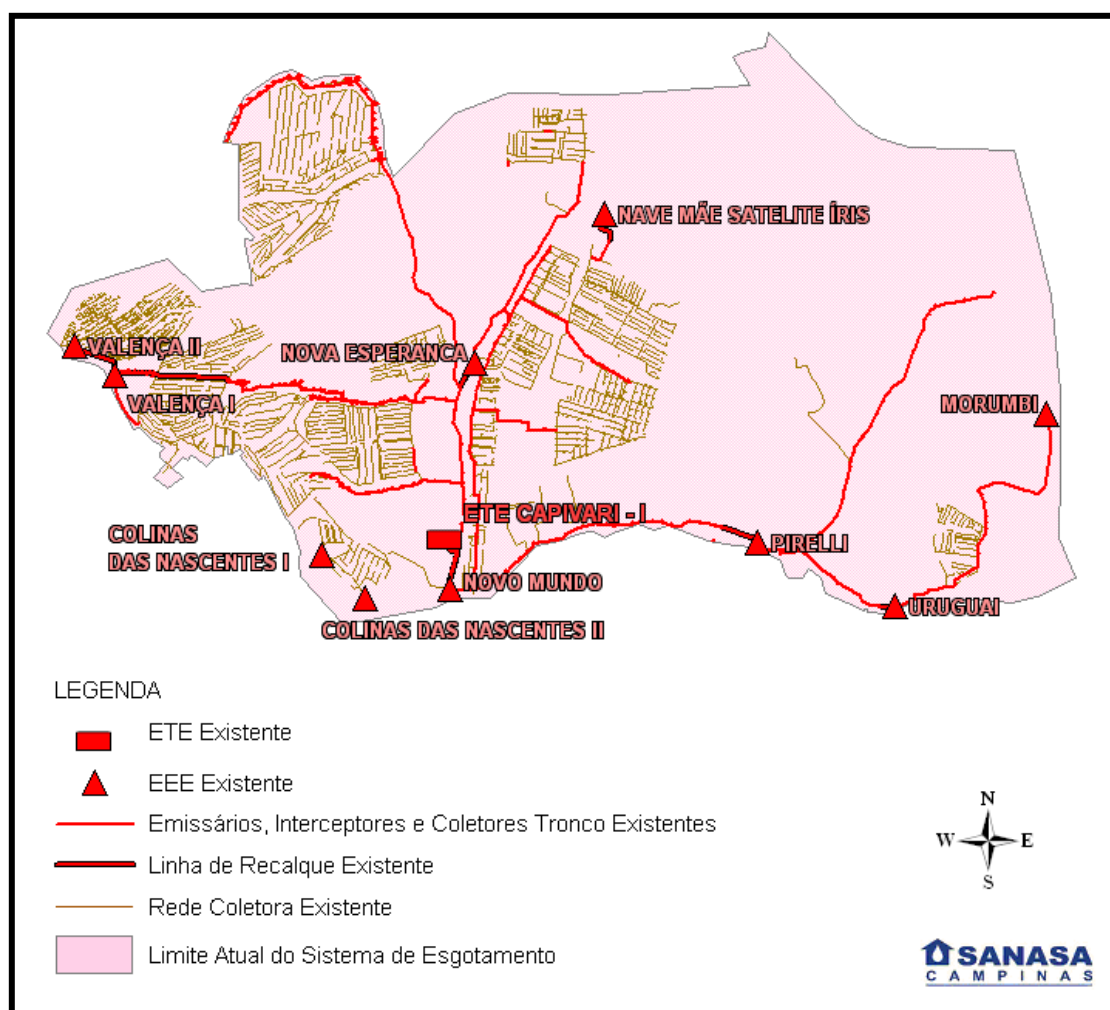 NAVE MÃE SATELITE ÍRIS
VALENÇA II
NOVA ESPERANCA
VALENÇA I
MORUMBI
ETE CAPIVARI - I
COLINAS
DAS NASCENTES I
PIRELLI
NOVO MUNDO
URUGUAI
COLINAS DAS NASCENTES II
LEGENDA
ETE Existente
EEE Existente
Emissários, Interceptores e Coletores Tronco Existentes
Linha de Recalque Existente
Rede Coletora Existente
Limite Atual do Sistema de Esgotamento
N
W E
S
SANASA
CAMPINAS